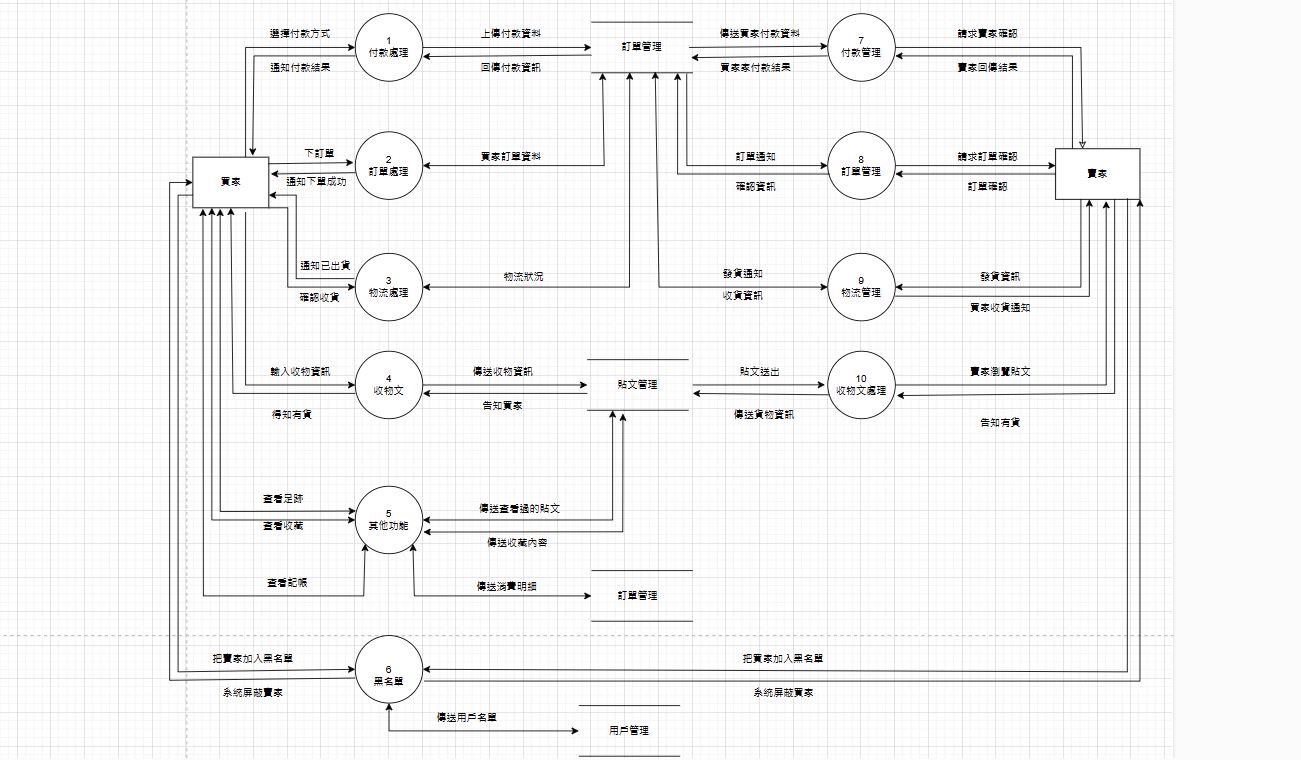 選擇付款方式
1
付款處理
上傳付款資料
訂單管理
傳送買家付款資料
7
付款管理
請求賣家確認
通知付款結果
回傳付款資訊
買家家付款結果
賣家回傳結果
下訂單
2
訂單處理
買家訂單資料
訂單通知
8
訂單管理
請求訂單確認
買家
賣家
通知下單成功
確認資訊
訂單確認
通知已出貨
3
物流處理
物流狀況
發貨通知
9
物流管理
發貨資訊
確認收貨
收貨資訊
買家收貨通知
輸入收物資訊
4
收物文
傳送收物資訊
貼文管理
貼文送出
10
收物文處理
賣家瀏覽貼文
得知有貨
告知買家
傳送貨物資訊
告知有貨
查看足跡
5
其他功能
傳送查看過的貼文
查看收藏
傳送收藏內容
查看記帳
傳送消費明細
訂單管理
把賣家加入黑名單
6
黑名單
把買家加入黑名單
系統屏蔽賣家
系統屏蔽買家
傳送用戶名單
用戶管理